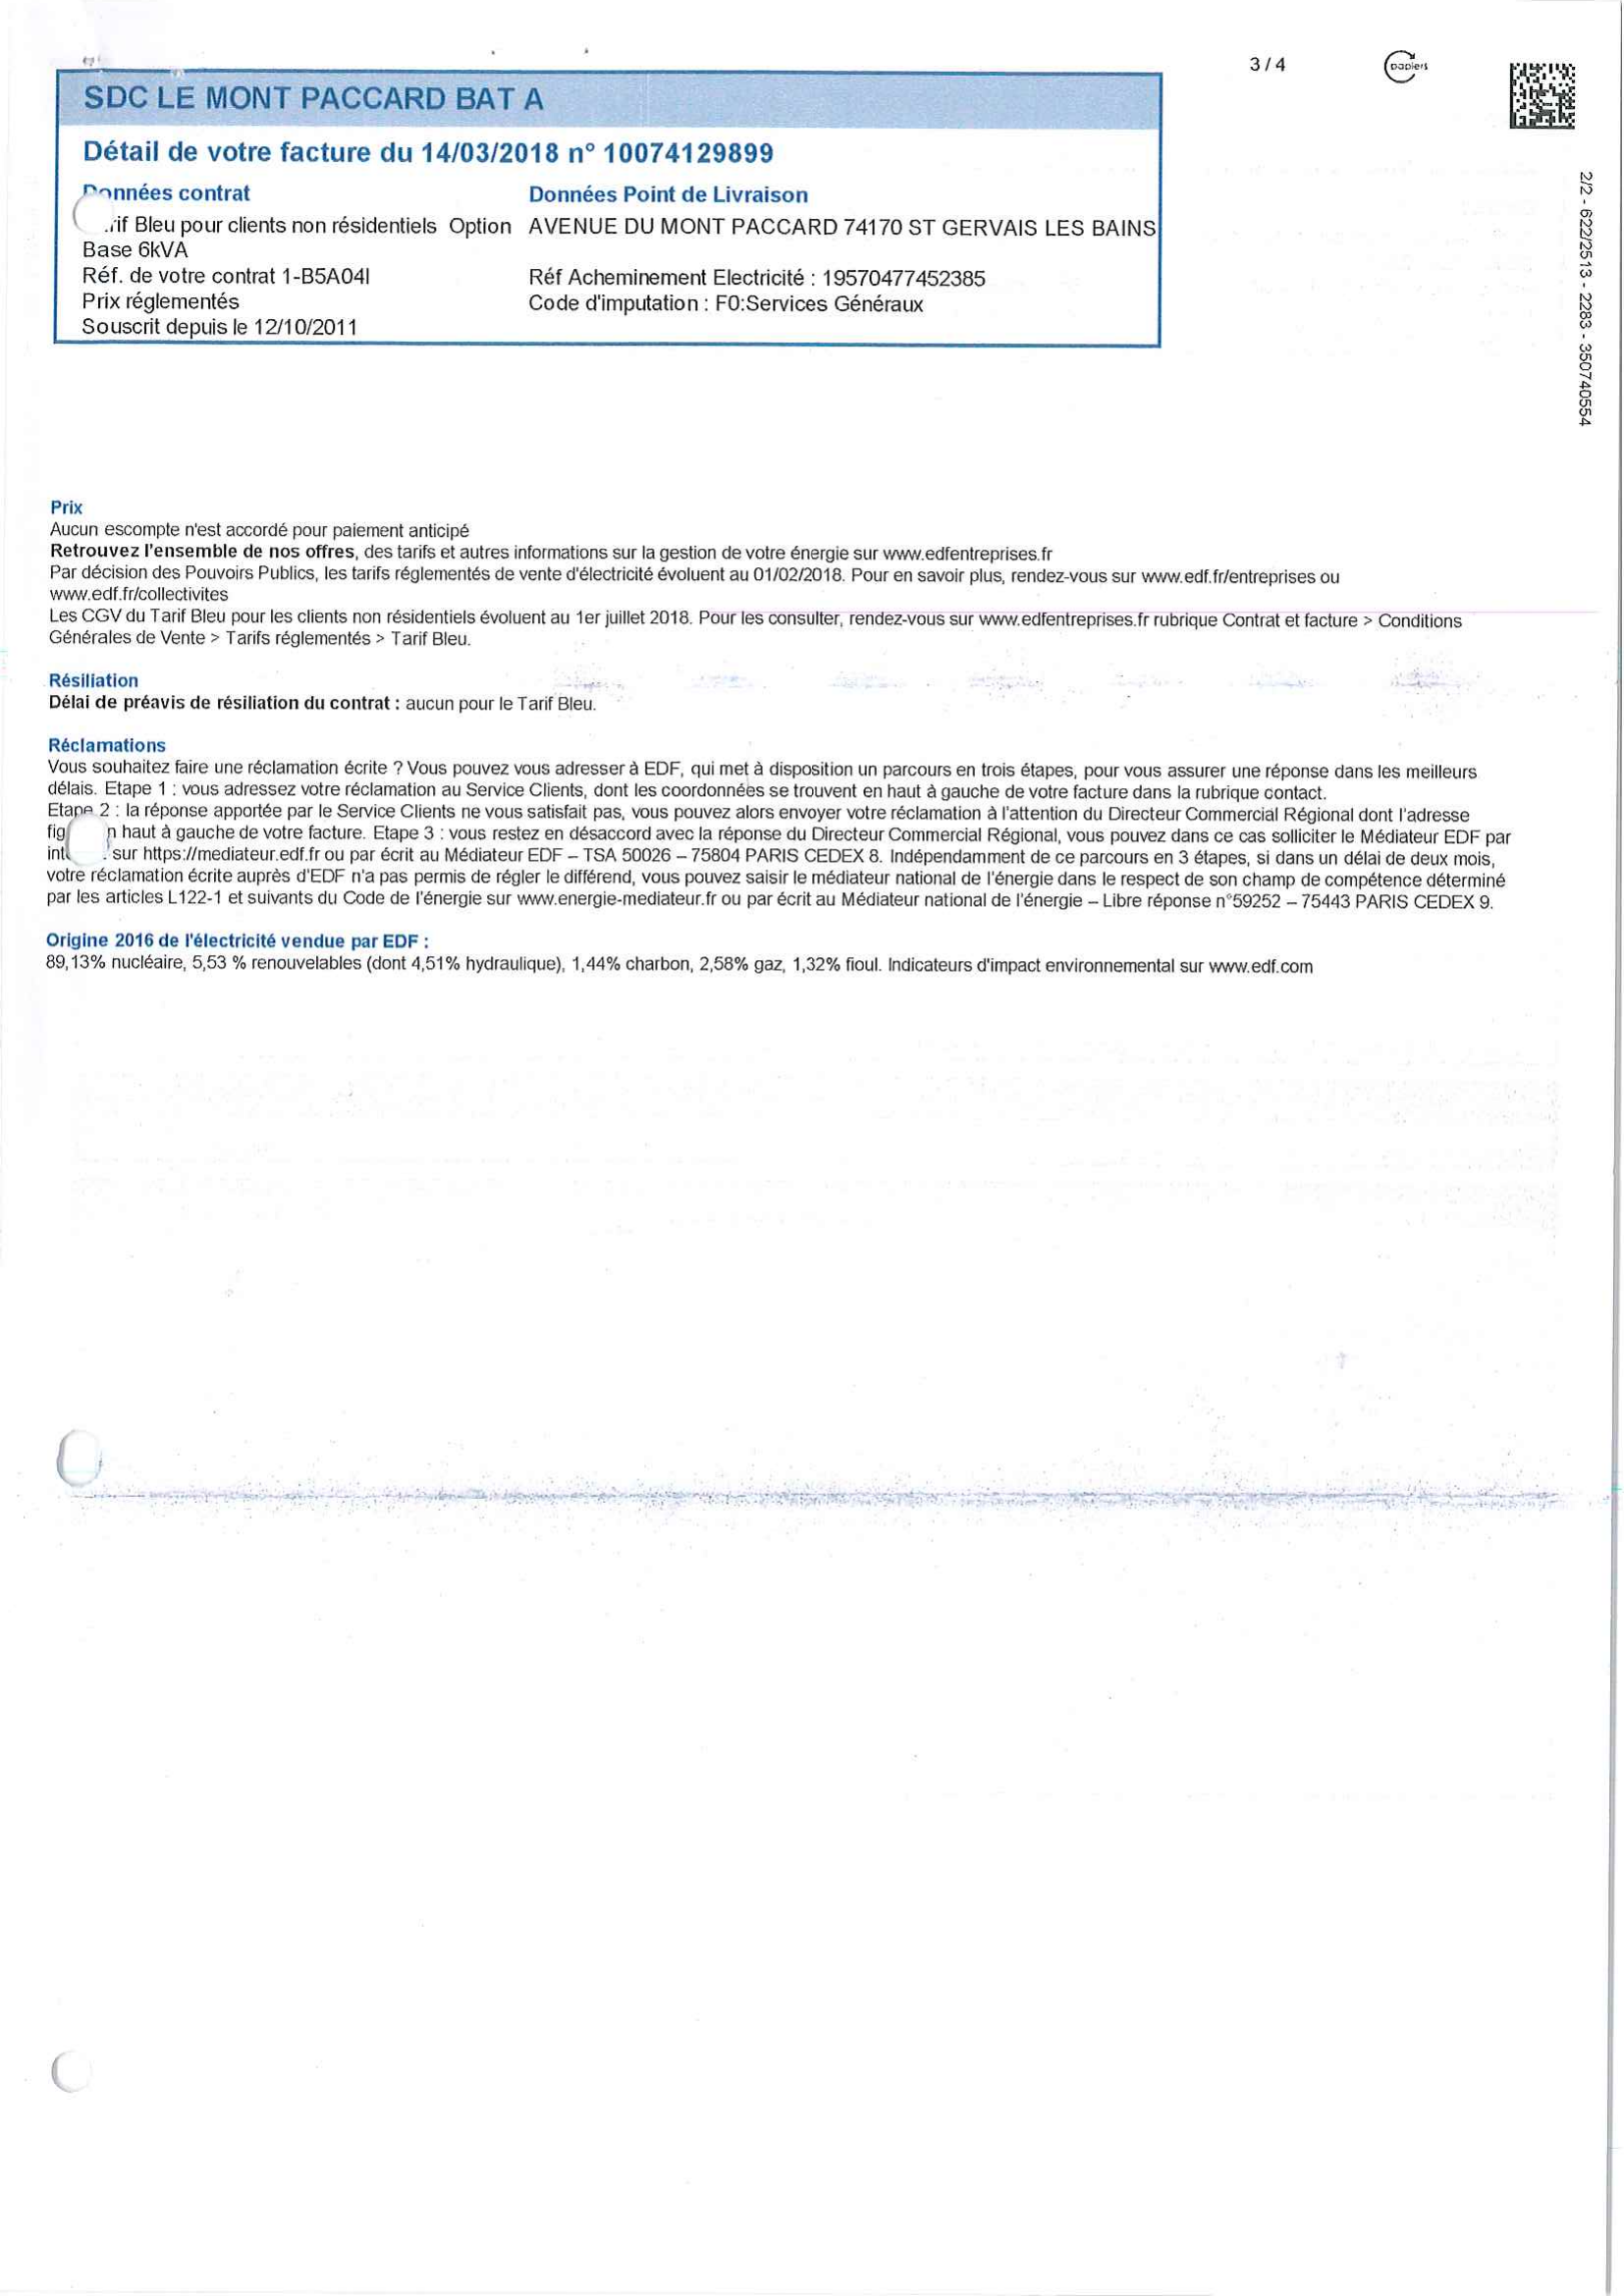 3 / 4
papiers
SDC LE MONT PACCARD BAT A
Détail de votre facture du 14/03/2018 n° 10074129899
Données contrat
Données Point de Livraison
Bleu pour clients non résidentiels Option
AVENUE DU MONT PACCARD 74170 ST GERVAIS LES BAINS
Base 6kVA
Réf. de votre contrat 1-B5A04I
Réf Acheminement Electricité : 19570477452385
Prix réglementés
Code d'imputation : F0:Services Généraux
Souscrit depuis le 12/10/2011
2/2 - 622/2513 - 2283 - 350740554
Prix
Aucun escompte n'est accordé pour paiement anticipé
Retrouvez l'ensemble de nos offres, des tarifs et autres informations sur la gestion de votre énergie sur www.edfentreprises.fr
Par décision des Pouvoirs Publics, les tarifs réglementés de vente d'électricité évoluent au 01/02/2018. Pour en savoir plus, rendez-vous sur www.edf.fr/entreprises ou
www.edf.fr/collectivites
Les CGV du Tarif Bleu pour les clients non résidentiels évoluent au 1er juillet 2018. Pour les consulter, rendez-vous sur www.edfentreprises.fr rubrique Contrat et facture > Conditions
Générales de Vente > Tarifs réglementés > Tarif Bleu.
Résiliation
Délai de préavis de résiliation du contrat : aucun pour le Tarif Bleu.
Réclamations
Vous souhaitez faire une réclamation écrite ? Vous pouvez vous adresser à EDF, qui met à disposition un parcours en trois étapes, pour vous assurer une réponse dans les meilleurs
délais. Etape 1 : vous adressez votre réclamation au Service Clients, dont les coordonnées se trouvent en haut à gauche de votre facture dans la rubrique contact.
Etape 2 : la réponse apportée par le Service Clients ne vous satisfait pas, vous pouvez alors envoyer votre réclamation à l'attention du Directeur Commercial Régional dont l'adresse
haut à gauche de votre facture. Etape 3 : vous restez en désaccord avec la réponse du Directeur Commercial Régional, vous pouvez dans ce cas solliciter le Médiateur EDF par
sur https://mediateur.edf.fr ou par écrit au Médiateur EDF – TSA 50026 – 75804 PARIS CEDEX 8. Indépendamment de ce parcours en 3 étapes, si dans un délai de deux mois,
votre réclamation écrite auprès d'EDF n'a pas permis de régler le différend, vous pouvez saisir le médiateur national de l'énergie dans le respect de son champ de compétence déterminé
par les articles L122-1 et suivants du Code de l'énergie sur www.energie-mediateur.fr ou par écrit au Médiateur national de l'énergie – Libre réponse n°59252 – 75443 PARIS CEDEX 9.
Origine 2016 de l'électricité vendue par EDF :
89,13% nucléaire, 5,53 % renouvelables (dont 4,51% hydraulique), 1,44% charbon, 2,58% gaz, 1,32% fioul. Indicateurs d'impact environnemental sur www.edf.com